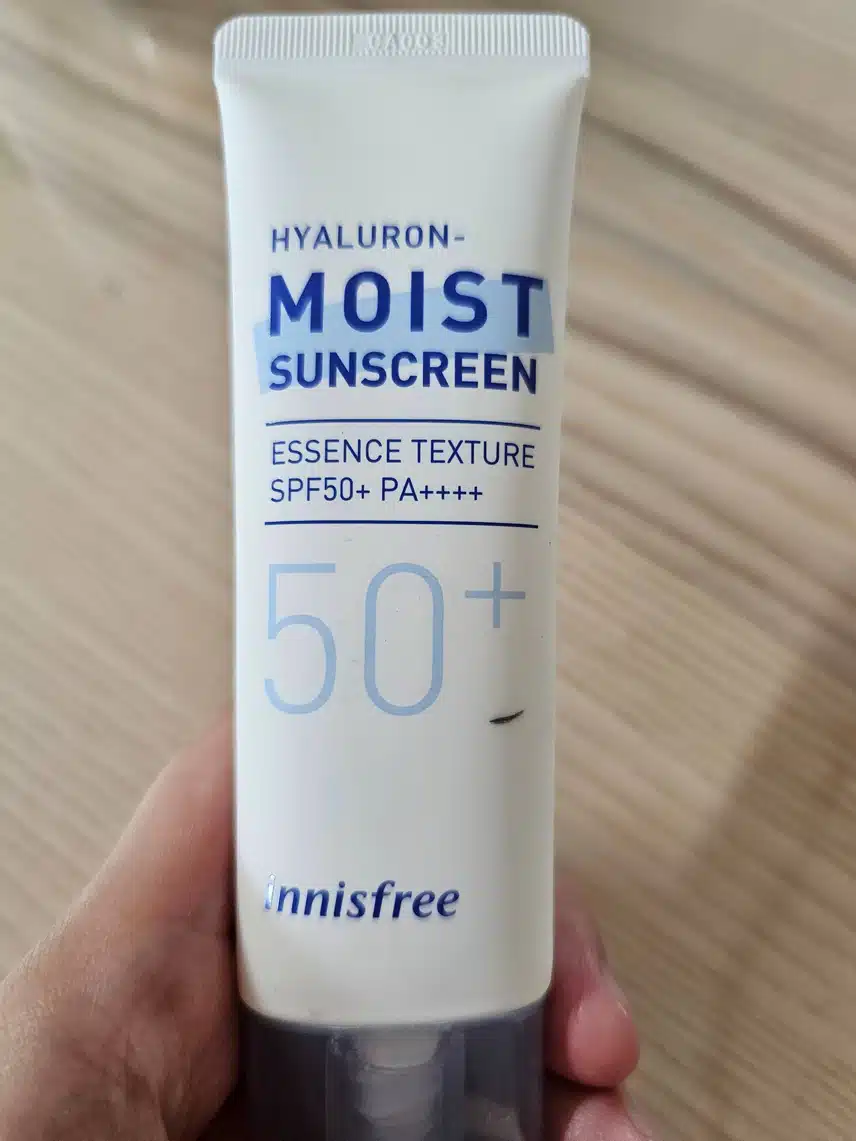 HYALURON-
MOIST
SUNSCREEN
ESSENCE TEXTURE
SPF50+ PA++++
50+
innisfree